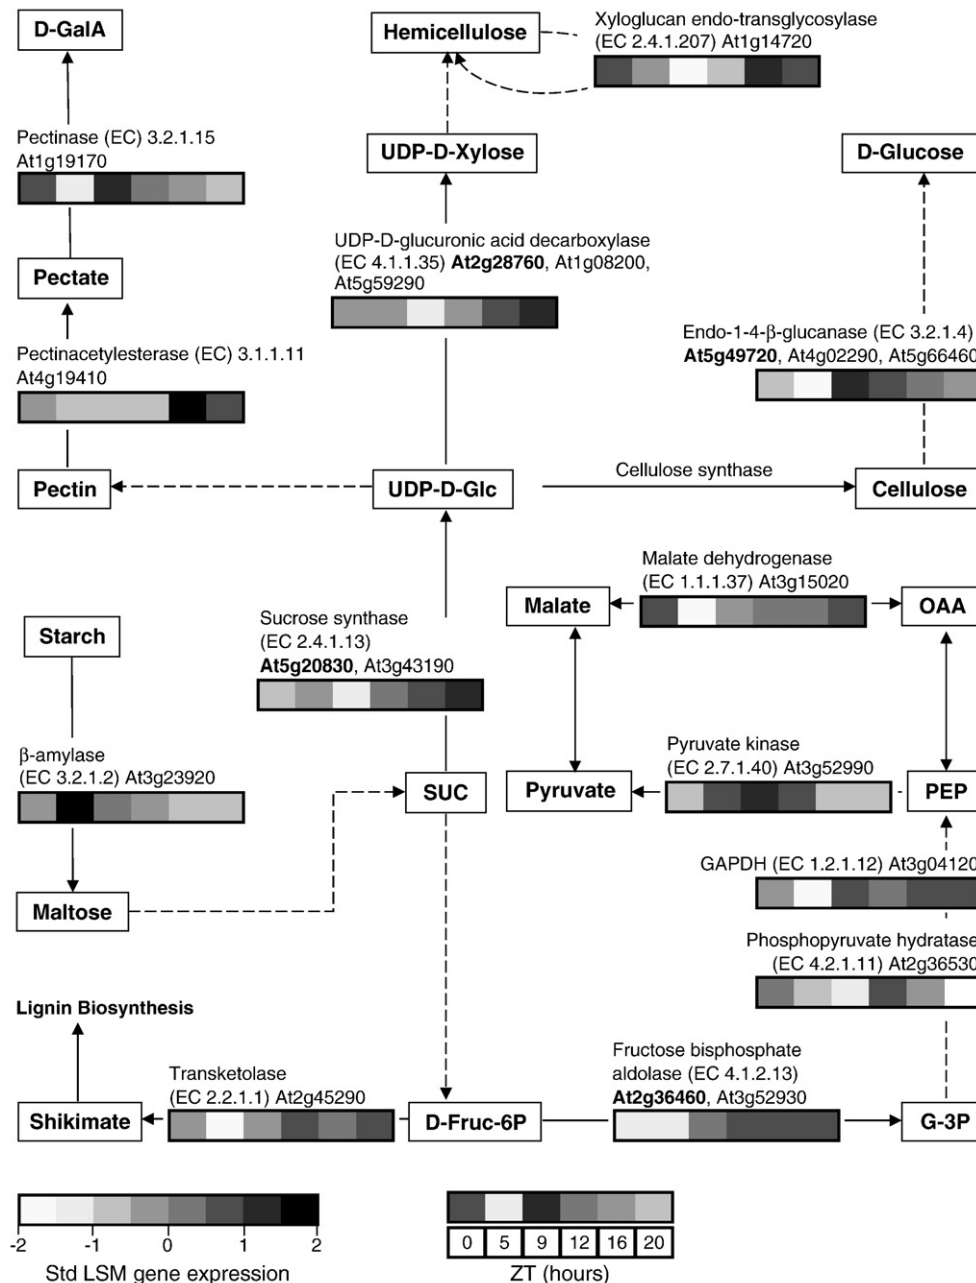 D-GalA
Hemicellulose
Xyloglucan endo-transglycosylase
(EC 2.4.1.207) At1g14720
Pectinase (EC) 3.2.1.15
At1g19170
UDP-D-Xylose
D-Glucose
Pectate
UDP-D-glucuronic acid decarboxylase
(EC 4.1.1.35) At2g28760, At1g08200,
At5g59290
Pectinacetylesterase (EC) 3.1.1.11
At4g19410
Endo-1-4-β-glucanase (EC 3.2.1.4)
At5g49720, At4g02290, At5g66460
Pectin
UDP-D-Glc
Cellulose synthase
Cellulose
Malate dehydrogenase
(EC 1.1.1.37) At3g15020
Malate
OAA
Starch
Sucrose synthase
(EC 2.4.1.13)
At5g20830, At3g43190
β-amylase
(EC 3.2.1.2) At3g23920
SUC
Pyruvate
Pyruvate kinase
(EC 2.7.1.40) At3g52990
PEP
GAPDH (EC 1.2.1.12) At3g04120
Maltose
Phosphopyruvate hydratase
(EC 4.2.1.11) At2g36530
Lignin Biosynthesis
Transketolase
(EC 2.2.1.1) At2g45290
Fructose bisphosphate
aldolase (EC 4.1.2.13)
At2g36460, At3g52930
Shikimate
D-Fruc-6P
G-3P
-2 -1 0 1 2
Std LSM gene expression
0 5 9 12 16 20
ZT (hours)